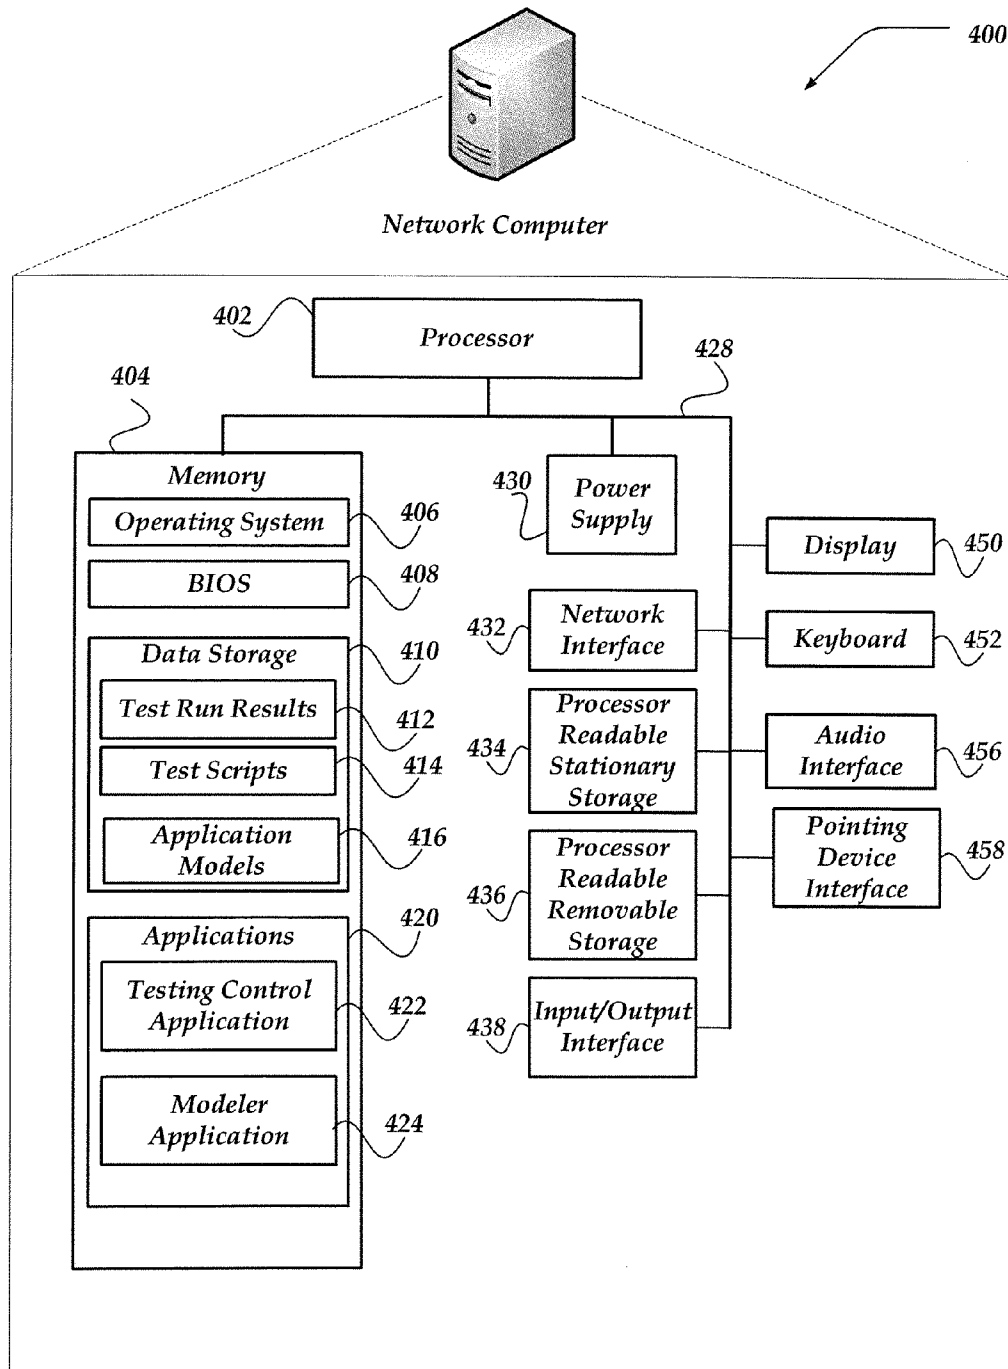 400
Network Computer
402
Processor
428
404
Memory
Operating System
406
BIOS
408
Data Storage
410
Test Run Results
412
Test Scripts
414
Application
Models
416
Applications
420
Testing Control
Application
422
Modeler
Application
424
430
Power
Supply
432
Network
Interface
434
Processor
Readable
Stationary
Storage
436
Processor
Readable
Removable
Storage
438
Input/Output
Interface
Display
450
Keyboard
452
Audio
Interface
456
Pointing
Device
Interface
458